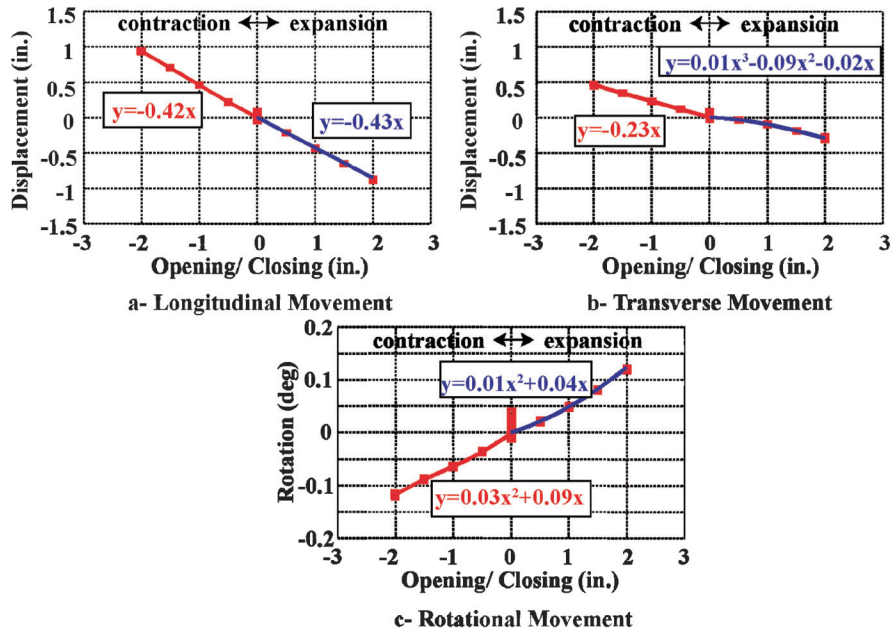 contraction ↔ expansion
1.5
1
0.5
0
-0.5
-1
-1.5
y=-0.42x
y=-0.43x
-3 -2 -1 0 1 2 3
Displacement (in.)
Opening/ Closing (in.)
a- Longitudinal Movement
contraction ↔ expansion
1.5
1
0.5
0
-0.5
-1
-1.5
y=0.01x³-0.09x²-0.02x
y=-0.23x
-3 -2 -1 0 1 2 3
Displacement (in.)
Opening/ Closing (in.)
b- Transverse Movement
contraction ↔ expansion
0.2
0.1
0
-0.1
-0.2
y=0.01x²+0.04x
y=0.03x²+0.09x
-3 -2 -1 0 1 2 3
Rotation (deg)
Opening/ Closing (in.)
c- Rotational Movement